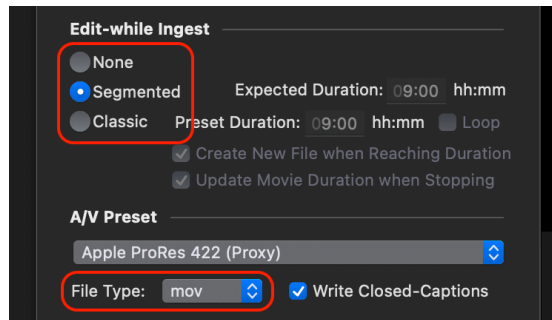 Edit-while Ingest
None
Segmented Expected Duration: 09:00 hh:mm
Classic Preset Duration: 09:00 hh:mm Loop
Create New File when Reaching Duration
Update Movie Duration when Stopping
A/V Preset
Apple ProRes 422 (Proxy)
File Type: mov Write Closed-Captions